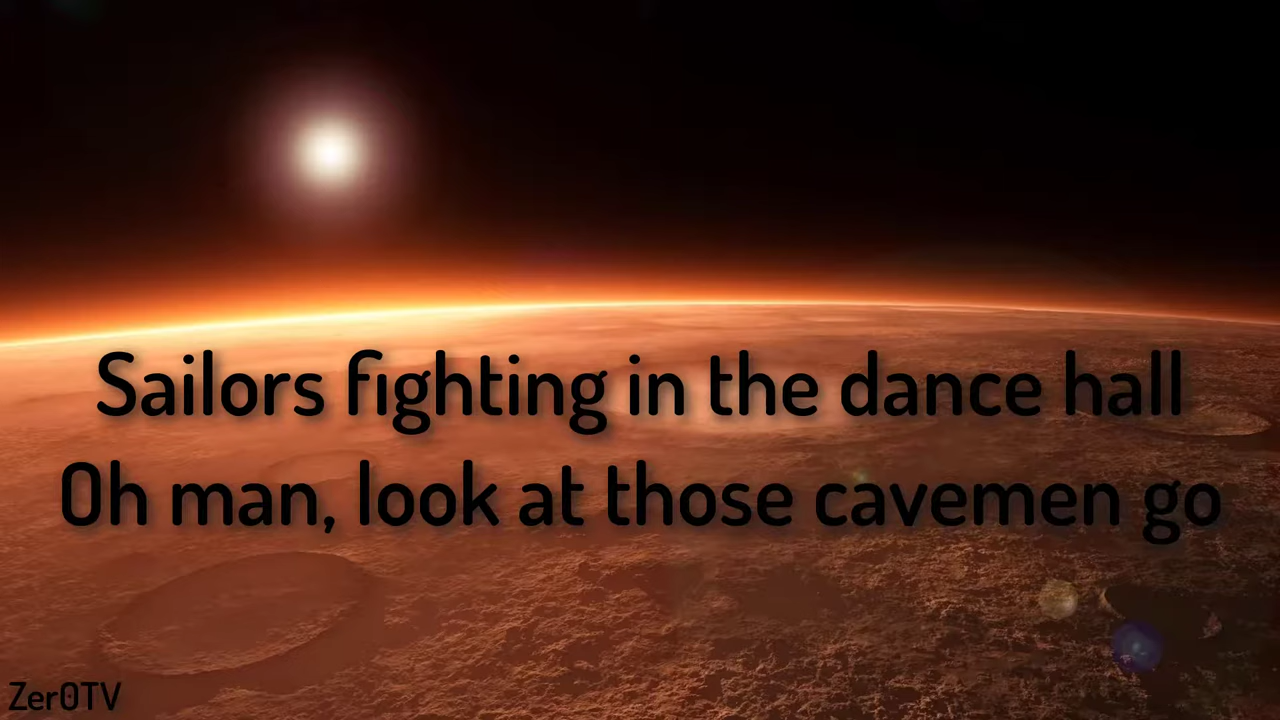 Sailors fighting in the dance hall
Oh man, look at those cavemen go
Zer0TV